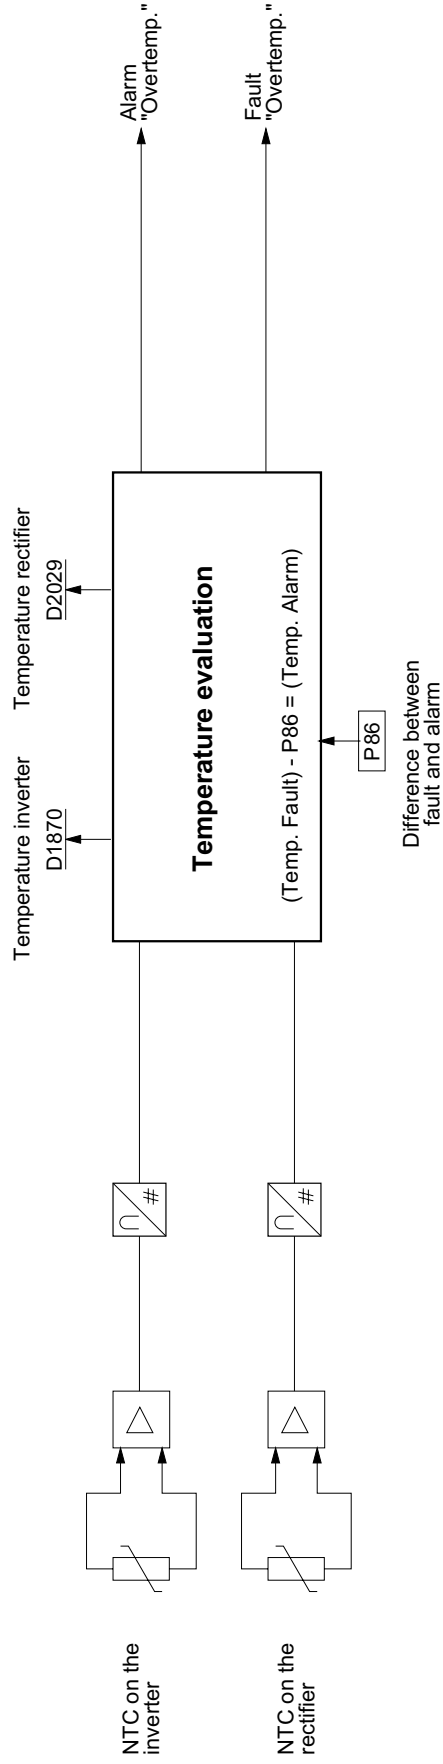 NTC on the
inverter
NTC on the
rectifier
∩
#
∩
#
Temperature inverter
D1870
Temperature rectifier
D2029
Temperature evaluation
(Temp. Fault) - P86 = (Temp. Alarm)
P86
Difference between
fault and alarm
Alarm
"Overtemp."
Fault
"Overtemp."